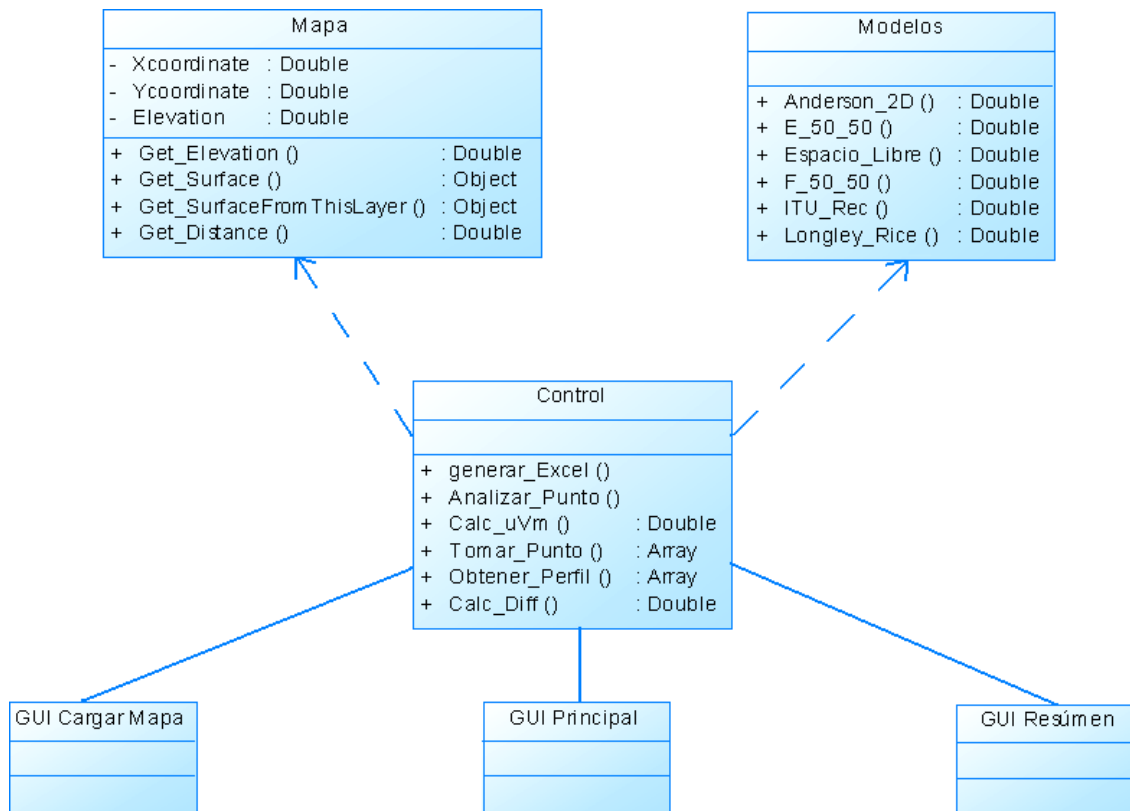 Mapa
- Xcoordinate : Double
- Ycoordinate : Double
- Elevation : Double
+ Get_Elevation () : Double
+ Get_Surface () : Object
+ Get_SurfaceFromThisLayer () : Object
+ Get_Distance () : Double
Modelos
+ Anderson_2D () : Double
+ E_50_50 () : Double
+ Espacio_Libre () : Double
+ F_50_50 () : Double
+ ITU_Rec () : Double
+ Longley_Rice () : Double
Control
+ generar_Excel ()
+ Analizar_Punto ()
+ Calc_uVm () : Double
+ Tomar_Punto () : Array
+ Obtener_Perfil () : Array
+ Calc_Diff () : Double
GUI Cargar Mapa
GUI Principal
GUI Resúmen